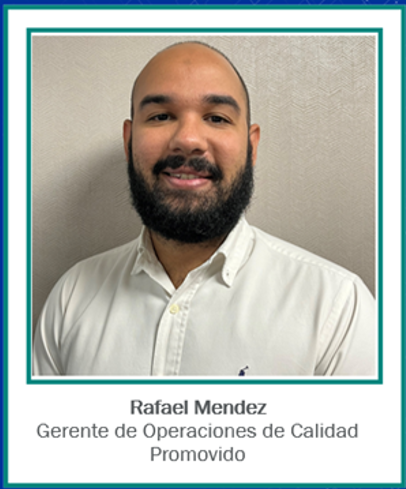 Rafael Mendez
Gerente de Operaciones de Calidad
Promovido